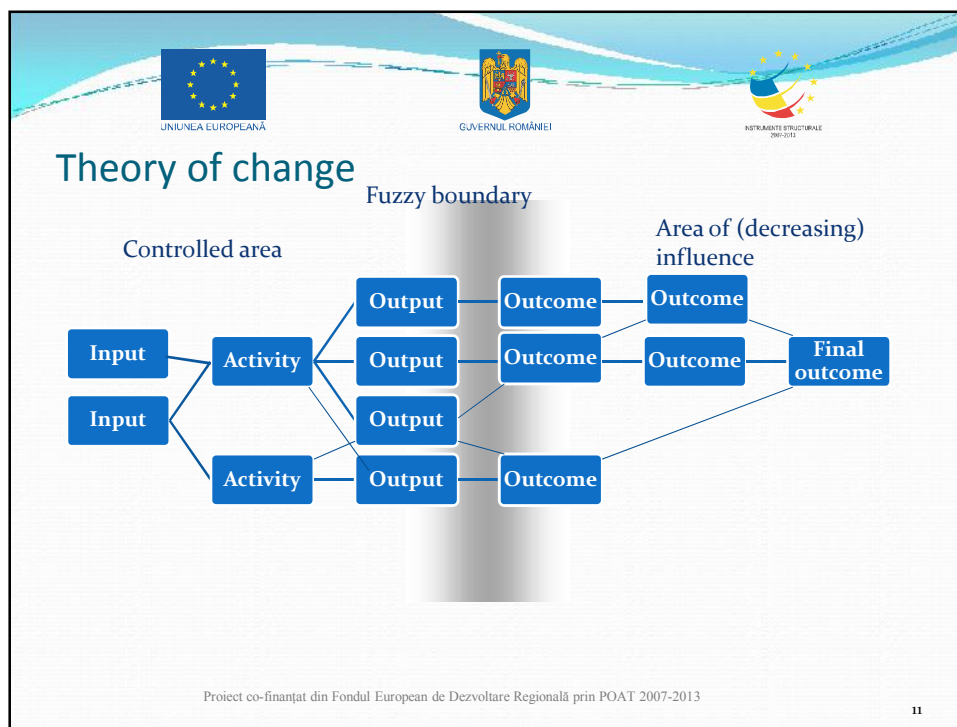 UNIUNEA EUROPEANĂ
GUVERNUL ROMÂNIEI
INSTRUMENTE STRUCTURALE
2007-2013
Theory of change
Fuzzy boundary
Controlled area
Area of (decreasing)
influence
Output
Outcome
Outcome
Input
Activity
Output
Outcome
Outcome
Final
outcome
Input
Output
Activity
Output
Outcome
Proiect co-finanțat din Fondul European de Dezvoltare Regională prin POAT 2007-2013
11